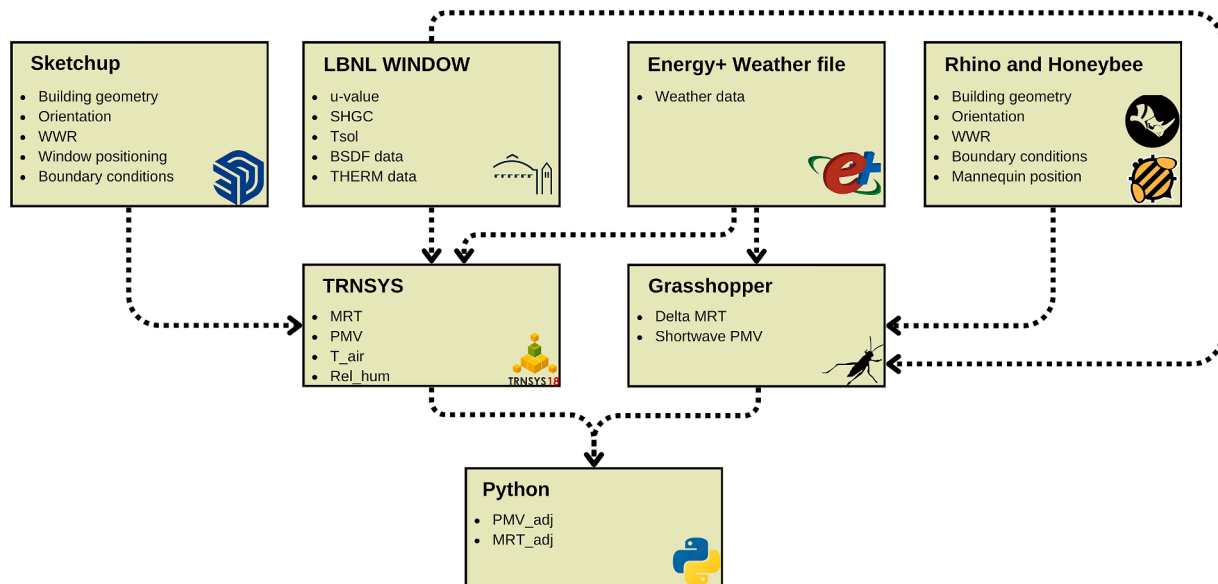 Sketchup
Building geometry
Orientation
WWR
Window positioning
Boundary conditions
LBNL WINDOW
u-value
SHGC
Tsol
BSDF data
THERM data
Energy+ Weather file
Weather data
e+
Rhino and Honeybee
Building geometry
Orientation
WWR
Boundary conditions
Mannequin position
TRNSYS
MRT
PMV
T_air
Rel_hum
TRNSYS18
Grasshopper
Delta MRT
Shortwave PMV
Python
PMV_adj
MRT_adj